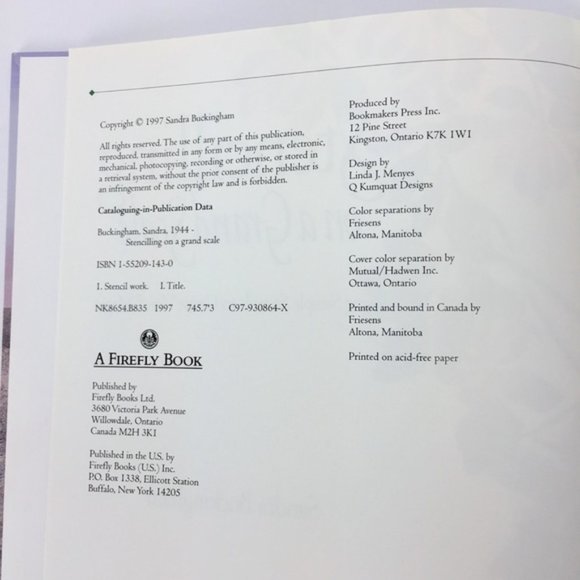 Copyright © 1997 Sandra Buckingham
All rights reserved. The use of any part of this publication,
reproduced, transmitted in any form or by any means, electronic,
mechanical, photocopying, recording or otherwise, or stored in
a retrieval system, without the prior consent of the publisher is
an infringement of the copyright law and is forbidden.
Cataloguing-in-Publication Data
Buckingham, Sandra, 1944 -
Stencilling on a grand scale
ISBN 1-55209-143-0
1. Stencil work. I. Title.
NK8654.B835 1997 745.7'3 C97-930864-X
A FIREFLY BOOK
Published by
Firefly Books Ltd.
3680 Victoria Park Avenue
Willowdale, Ontario
Canada M2H 3K1
Published in the U.S. by
Firefly Books (U.S.) Inc.
P.O. Box 1338, Ellicott Station
Buffalo, New York 14205
Produced by
Bookmakers Press Inc.
12 Pine Street
Kingston, Ontario K7K 1W1
Design by
Linda J. Menyes
Q Kumquat Designs
Color separations by
Friesens
Altona, Manitoba
Cover color separation by
Mutual/Hadwen Inc.
Ottawa, Ontario
Printed and bound in Canada by
Friesens
Altona, Manitoba
Printed on acid-free paper